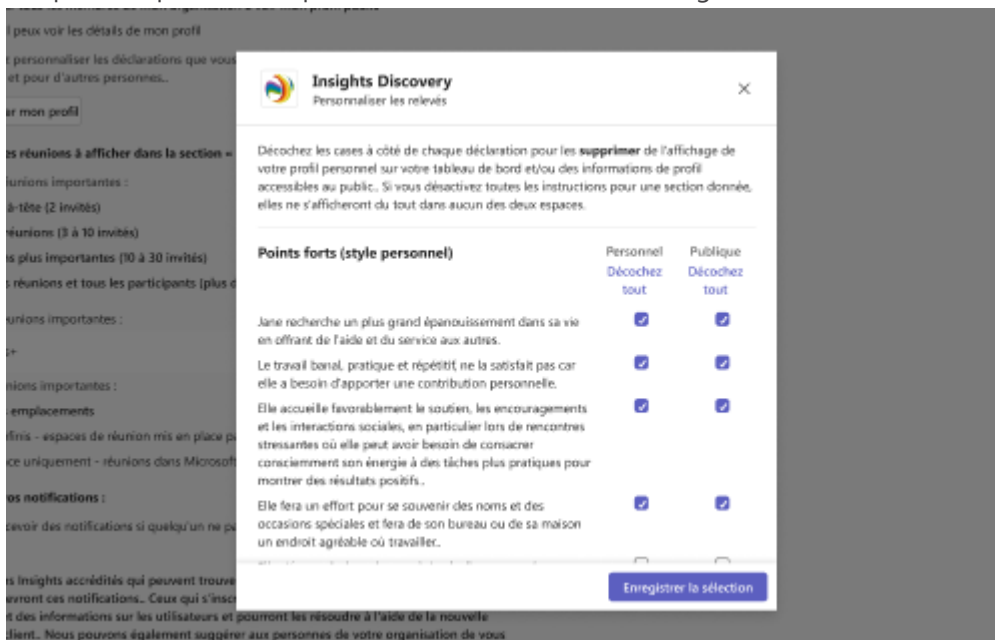 l peux voir les détails de mon profil
personnaliser les déclarations que vous
et pour d'autres personnes..
er mon profil
es réunions à afficher dans la section «
unions importantes :
à-tête (2 invités)
réunions (3 à 10 invités)
s plus importantes (10 à 30 invités)
s réunions et tous les participants (plus d
unions importantes :
s+
nions importantes :
emplacements
finis - espaces de réunion mis en place pa
ce uniquement - réunions dans Microsoft
os notifications :
cevoir des notifications si quelqu'un ne pa
s Insights accrédités qui peuvent trouve
evront ces notifications.. Ceux qui s'inscr
t des informations sur les utilisateurs et pourront les résoudre à l'aide de la nouvelle
client.. Nous pouvons également suggérer aux personnes de votre organisation de vous
Insights Discovery
Personnaliser les relevés
Décochez les cases à côté de chaque déclaration pour les supprimer de l'affichage de
votre profil personnel sur votre tableau de bord et/ou des informations de profil
accessibles au public.. Si vous désactivez toutes les instructions pour une section donnée,
elles ne s'afficheront du tout dans aucun des deux espaces.
Points forts (style personnel)
Personnel Publique
Décochez Décochez
tout tout
Jane recherche un plus grand épanouissement dans sa vie
en offrant de l'aide et du service aux autres.
Le travail banal, pratique et répétitif, ne la satisfait pas car
elle a besoin d'apporter une contribution personnelle.
Elle accueille favorablement le soutien, les encouragements
et les interactions sociales, en particulier lors de rencontres
stressantes où elle peut avoir besoin de consacrer
consciemment son énergie à des tâches plus pratiques pour
montrer des résultats positifs..
Elle fera un effort pour se souvenir des noms et des
occasions spéciales et fera de son bureau ou de sa maison
un endroit agréable où travailler..
Enregistrer la sélection